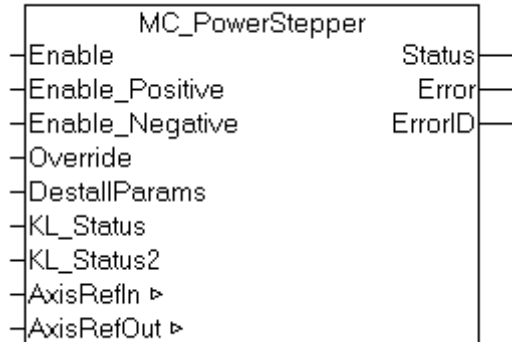 MC_PowerStepper
Enable Status
Enable_Positive Error
Enable_Negative ErrorID
Override
DestallParams
KL_Status
KL_Status2
AxisRefIn ▹
AxisRefOut ▹